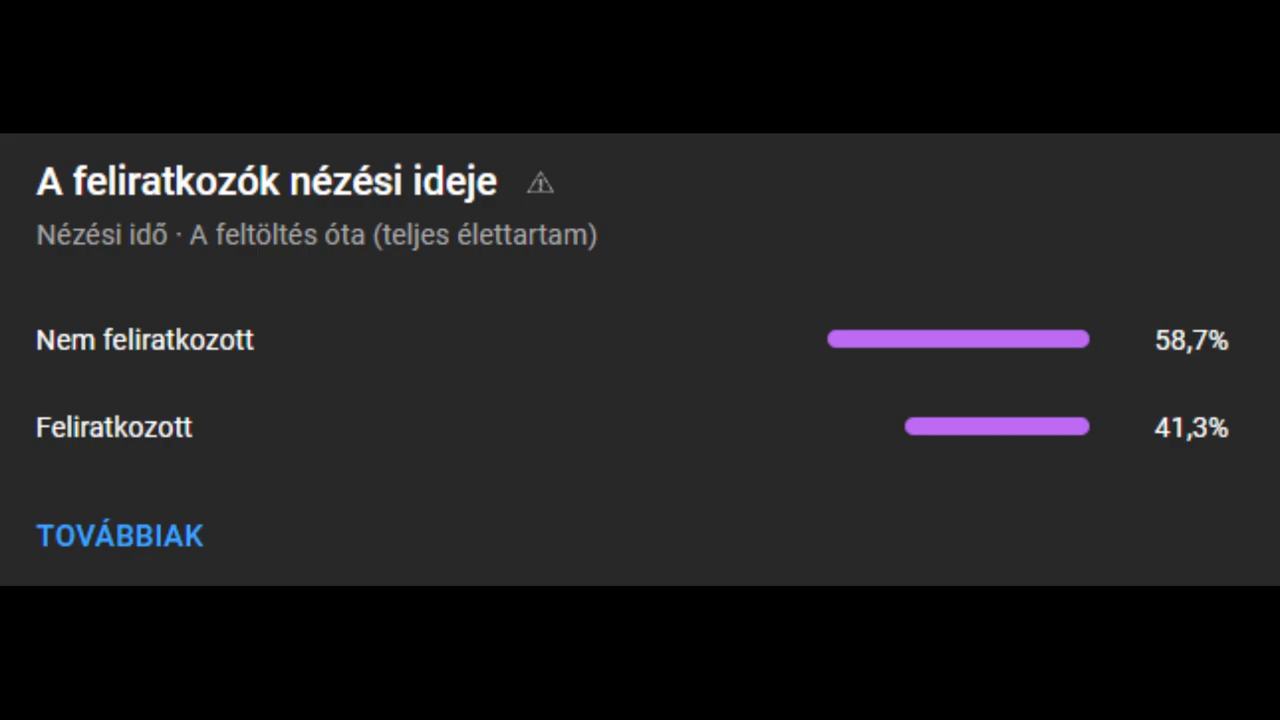 A feliratkozók nézési ideje
Nézési idő · A feltöltés óta (teljes élettartam)
Nem feliratkozott 58,7%
Feliratkozott 41,3%
TOVÁBBIAK